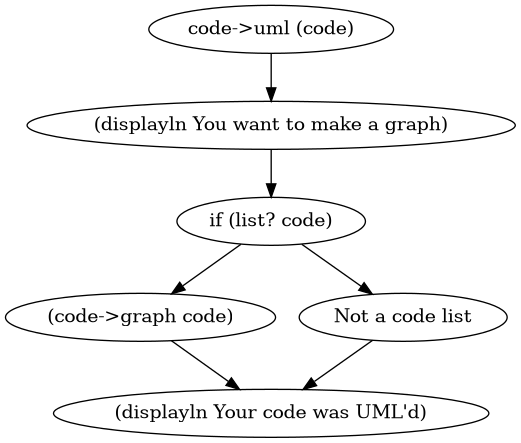 code->uml (code)
(displayln You want to make a graph)
if (list? code)
(code->graph code)
Not a code list
(displayln Your code was UML'd)